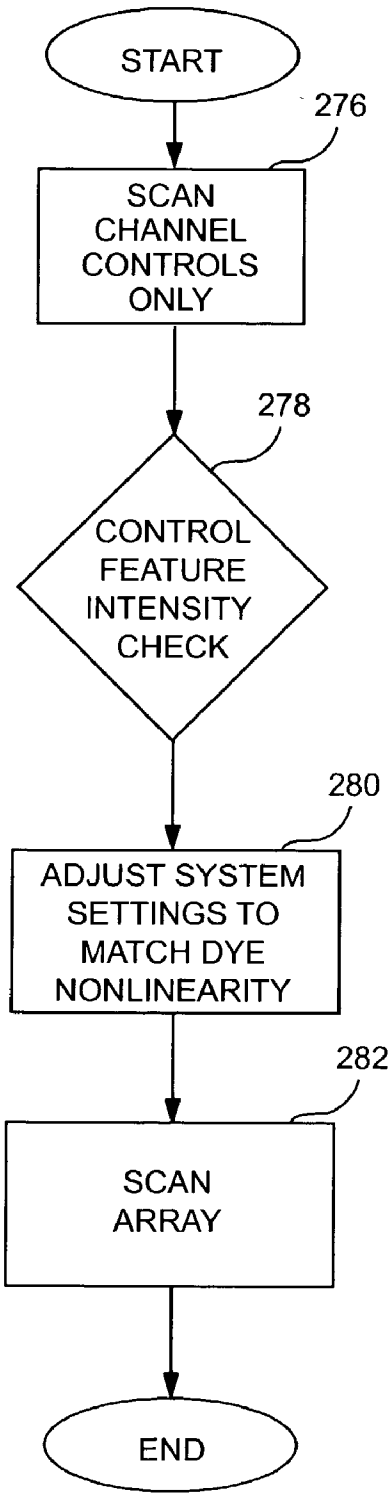 START
276
SCAN
CHANNEL
CONTROLS
ONLY
278
CONTROL
FEATURE
INTENSITY
CHECK
280
ADJUST SYSTEM
SETTINGS TO
MATCH DYE
NONLINEARITY
282
SCAN
ARRAY
END